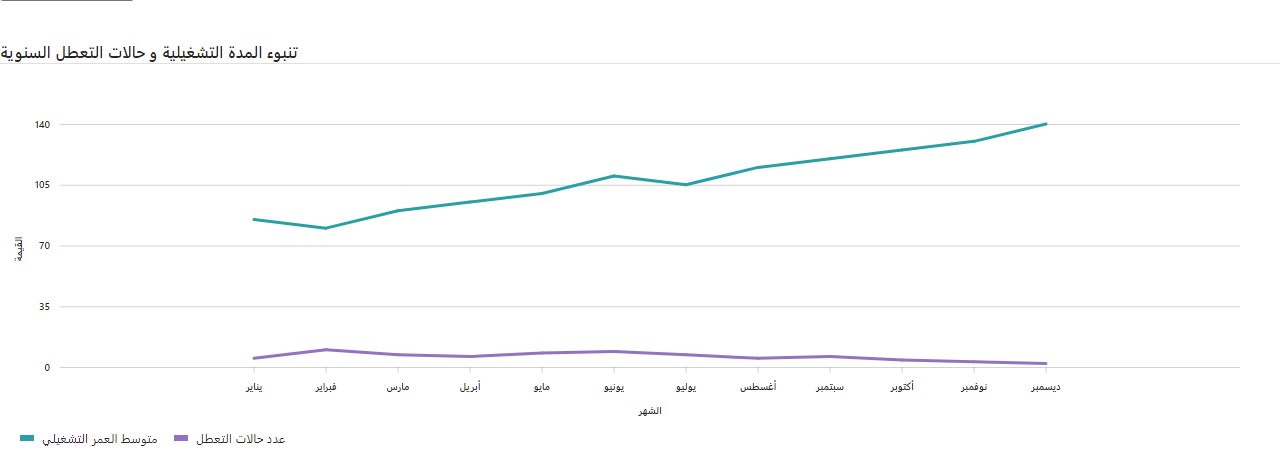 تنبوء المدة التشغيلية و حالات التعطل السنوية
140
105
70
35
0
القيمة
يناير
فبراير
مارس
أبريل
مايو
يونيو
يوليو
أغسطس
سبتمبر
أكتوبر
نوفمبر
ديسمبر
الشهر
متوسط العمر التشغيلي
عدد حالات التعطل